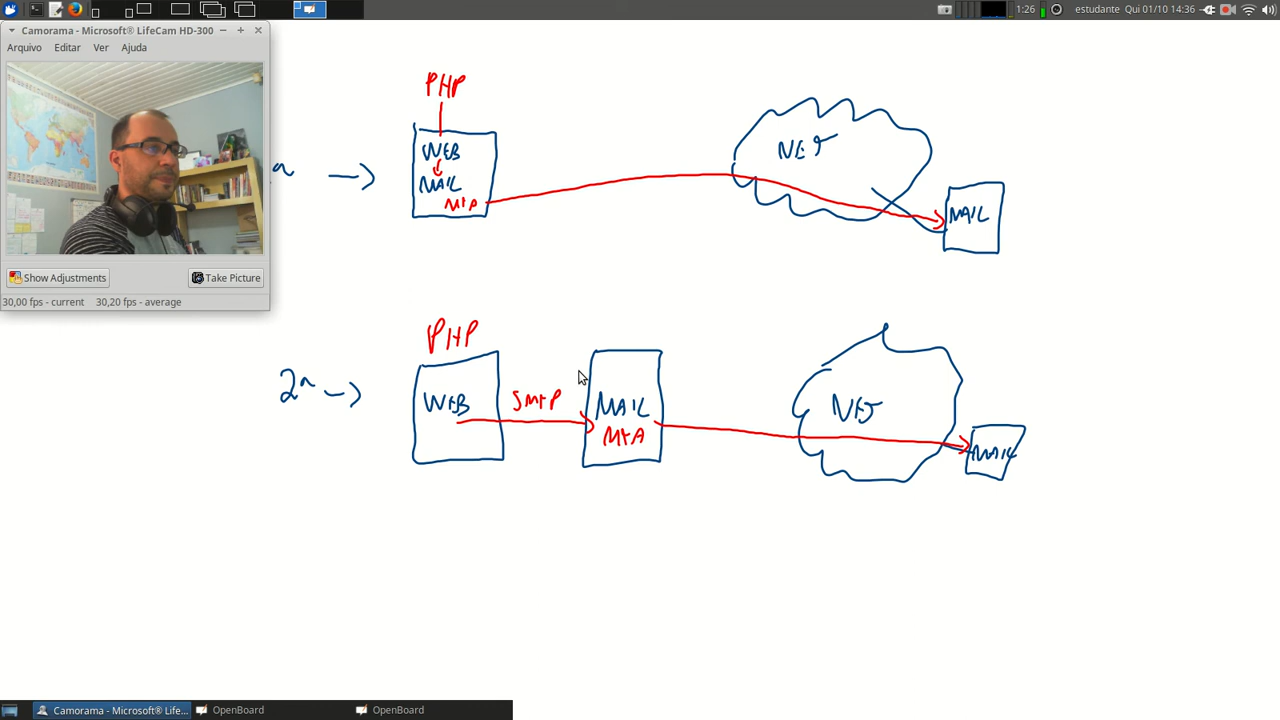 1:26 estudante Qui 01/10 14:36
Camorama - Microsoft® LifeCam HD-300
Arquivo Editar Ver Ajuda
Show Adjustments Take Picture
30,00 fps - current 30,20 fps - average
PHP
WEB
MAIL
MTA
NET
MAIL
2ª →
PHP
WEB
SMTP
MAIL
MTA
NET
MAIL
Camorama - Microsoft® Life... OpenBoard OpenBoard